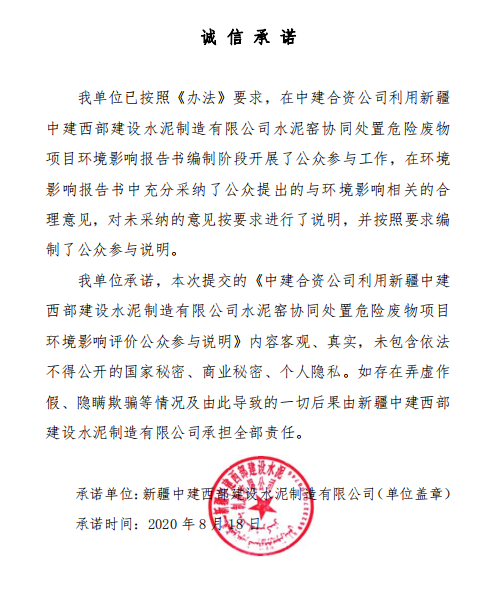 诚 信 承 诺
我单位已按照《办法》要求，在中建合资公司利用新疆
中建西部建设水泥制造有限公司水泥窑协同处置危险废物
项目环境影响报告书编制阶段开展了公众参与工作，在环境
影响报告书中充分采纳了公众提出的与环境影响相关的合
理意见，对未采纳的意见按要求进行了说明，并按照要求编
制了公众参与说明。
我单位承诺，本次提交的《中建合资公司利用新疆中建
西部建设水泥制造有限公司水泥窑协同处置危险废物项目
环境影响评价公众参与说明》内容客观、真实，未包含依法
不得公开的国家秘密、商业秘密、个人隐私。如存在弄虚作
假、隐瞒欺骗等情况及由此导致的一切后果由新疆中建西部
建设水泥制造有限公司承担全部责任。
承诺单位：新疆中建西部建设水泥制造有限公司（单位盖章）
承诺时间：2020 年 8 月 18 日